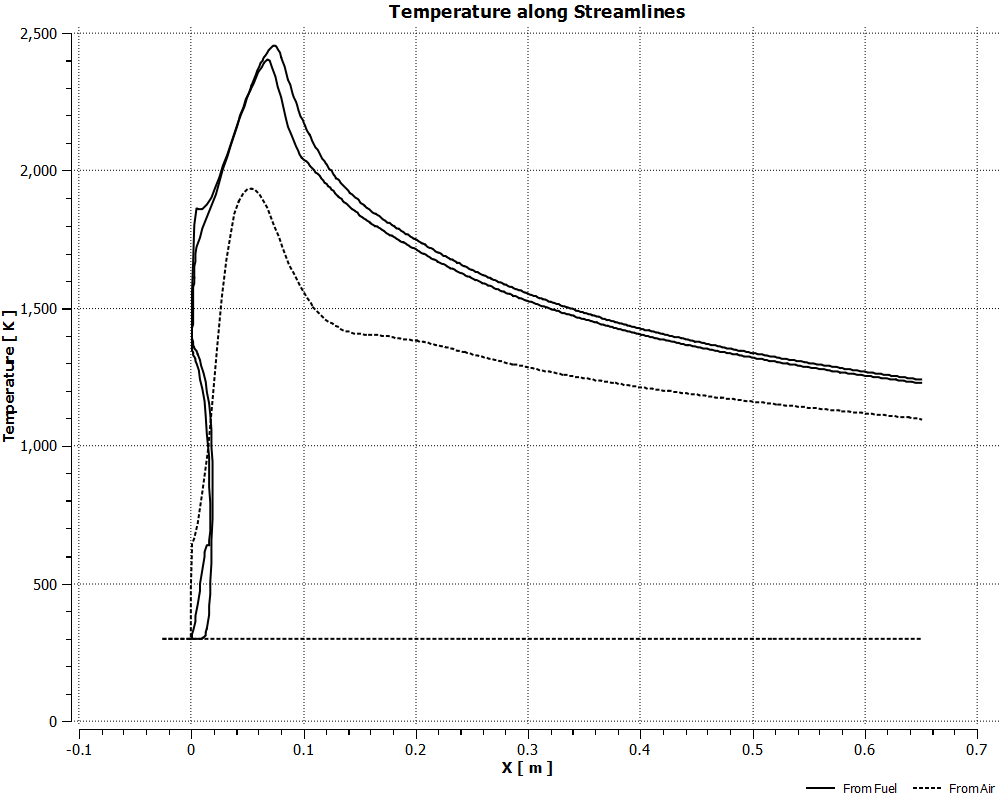 Temperature along Streamlines
2,500
2,000
1,500
1,000
500
0
Temperature [ K ]
-0.1 0 0.1 0.2 0.3 0.4 0.5 0.6 0.7
X [ m ]
From Fuel From Air